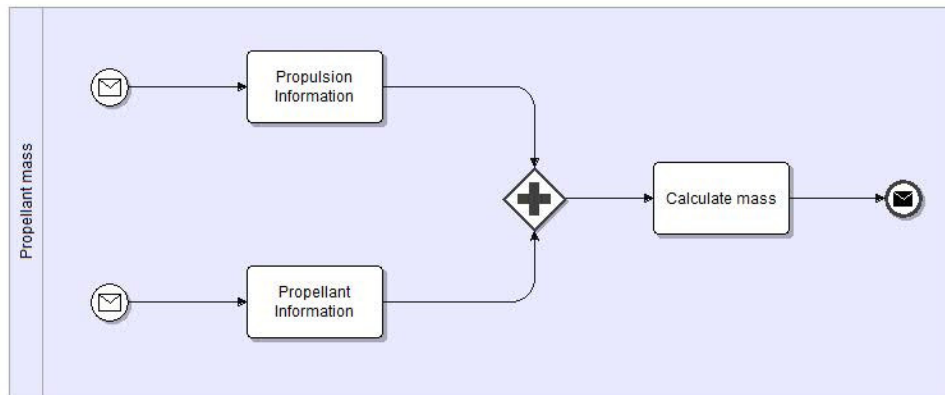 Propellant mass
Propulsion
Information
Calculate mass
Propellant
Information